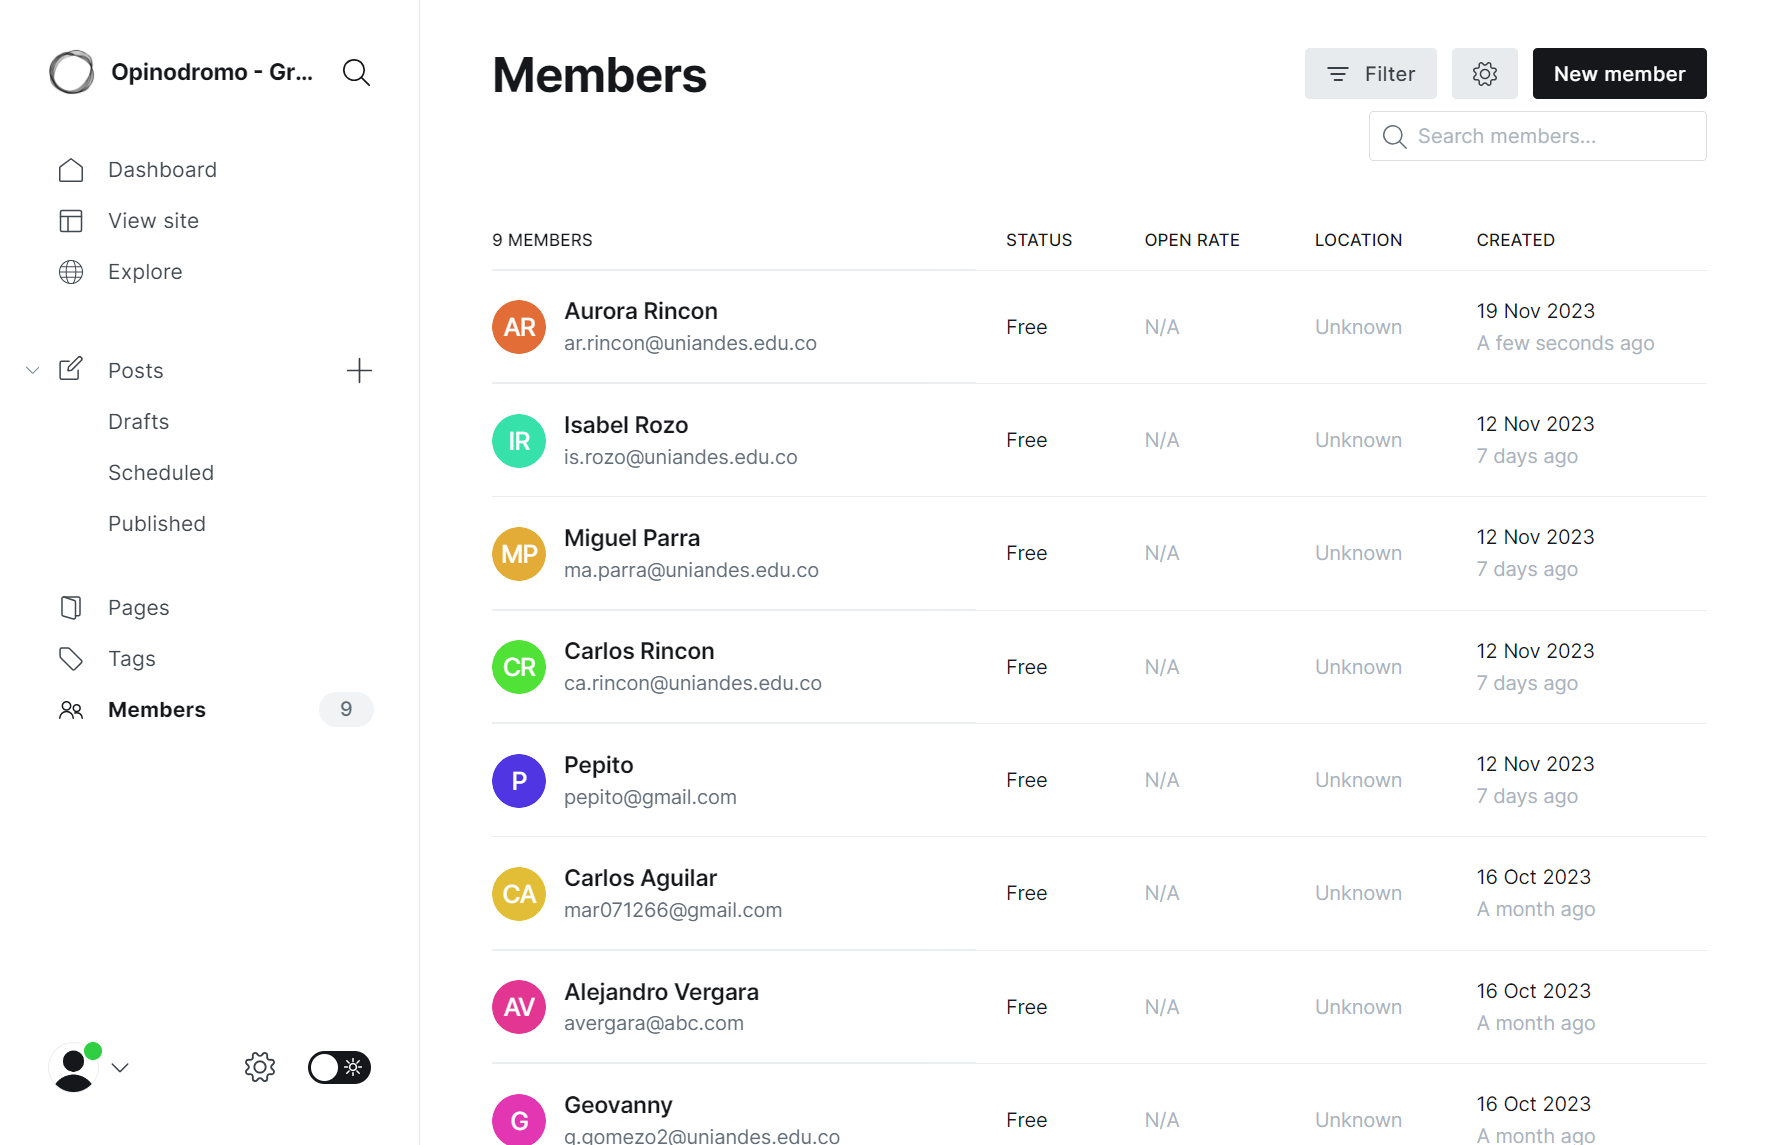 Opinodromo - Gr...
Dashboard
View site
Explore
Posts
Drafts
Scheduled
Published
Pages
Tags
Members 9
Members
Filter
New member
Search members...
9 MEMBERS STATUS OPEN RATE LOCATION CREATED
AR Aurora Rincon
ar.rincon@uniandes.edu.co
Free N/A Unknown
19 Nov 2023
A few seconds ago
IR Isabel Rozo
is.rozo@uniandes.edu.co
Free N/A Unknown
12 Nov 2023
7 days ago
MP Miguel Parra
ma.parra@uniandes.edu.co
Free N/A Unknown
12 Nov 2023
7 days ago
CR Carlos Rincon
ca.rincon@uniandes.edu.co
Free N/A Unknown
12 Nov 2023
7 days ago
P Pepito
pepito@gmail.com
Free N/A Unknown
12 Nov 2023
7 days ago
CA Carlos Aguilar
mar071266@gmail.com
Free N/A Unknown
16 Oct 2023
A month ago
AV Alejandro Vergara
avergara@abc.com
Free N/A Unknown
16 Oct 2023
A month ago
G Geovanny
g.gomezo2@uniandes.edu.co
Free N/A Unknown
16 Oct 2023
A month ago